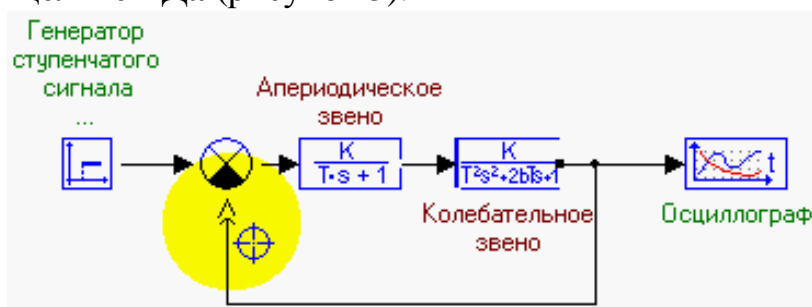 Генератор
ступенчатого
сигнала
...
Апериодическое
звено
K
T·s + 1
K
T²s²+2bTs+1
t
Колебательное
звено
Осциллограф